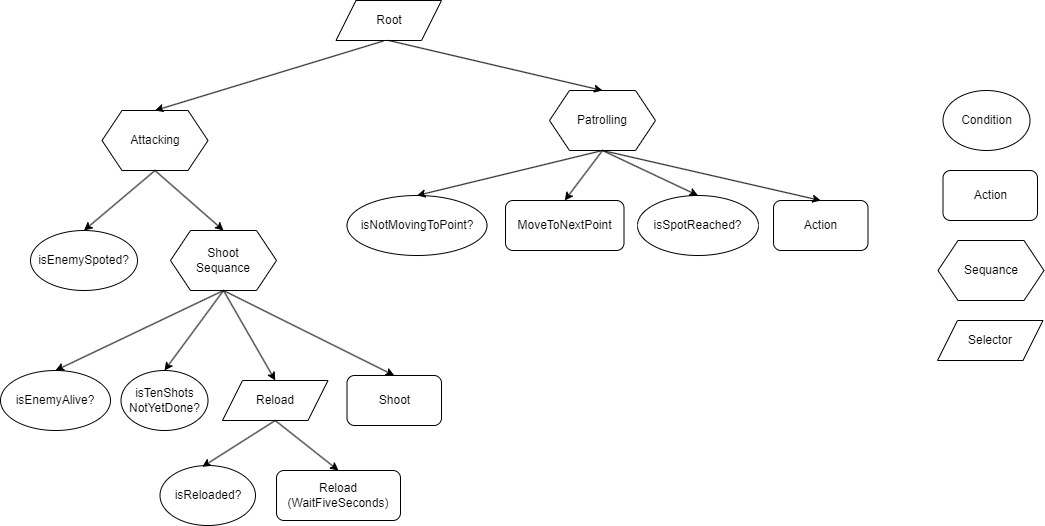 Root
Attacking
Patrolling
Condition
isEnemySpoted?
Shoot
Sequance
isNotMovingToPoint?
MoveToNextPoint
isSpotReached?
Action
Action
Sequance
Selector
isEnemyAlive?
isTenShots
NotYetDone?
Reload
Shoot
isReloaded?
Reload
(WaitFiveSeconds)